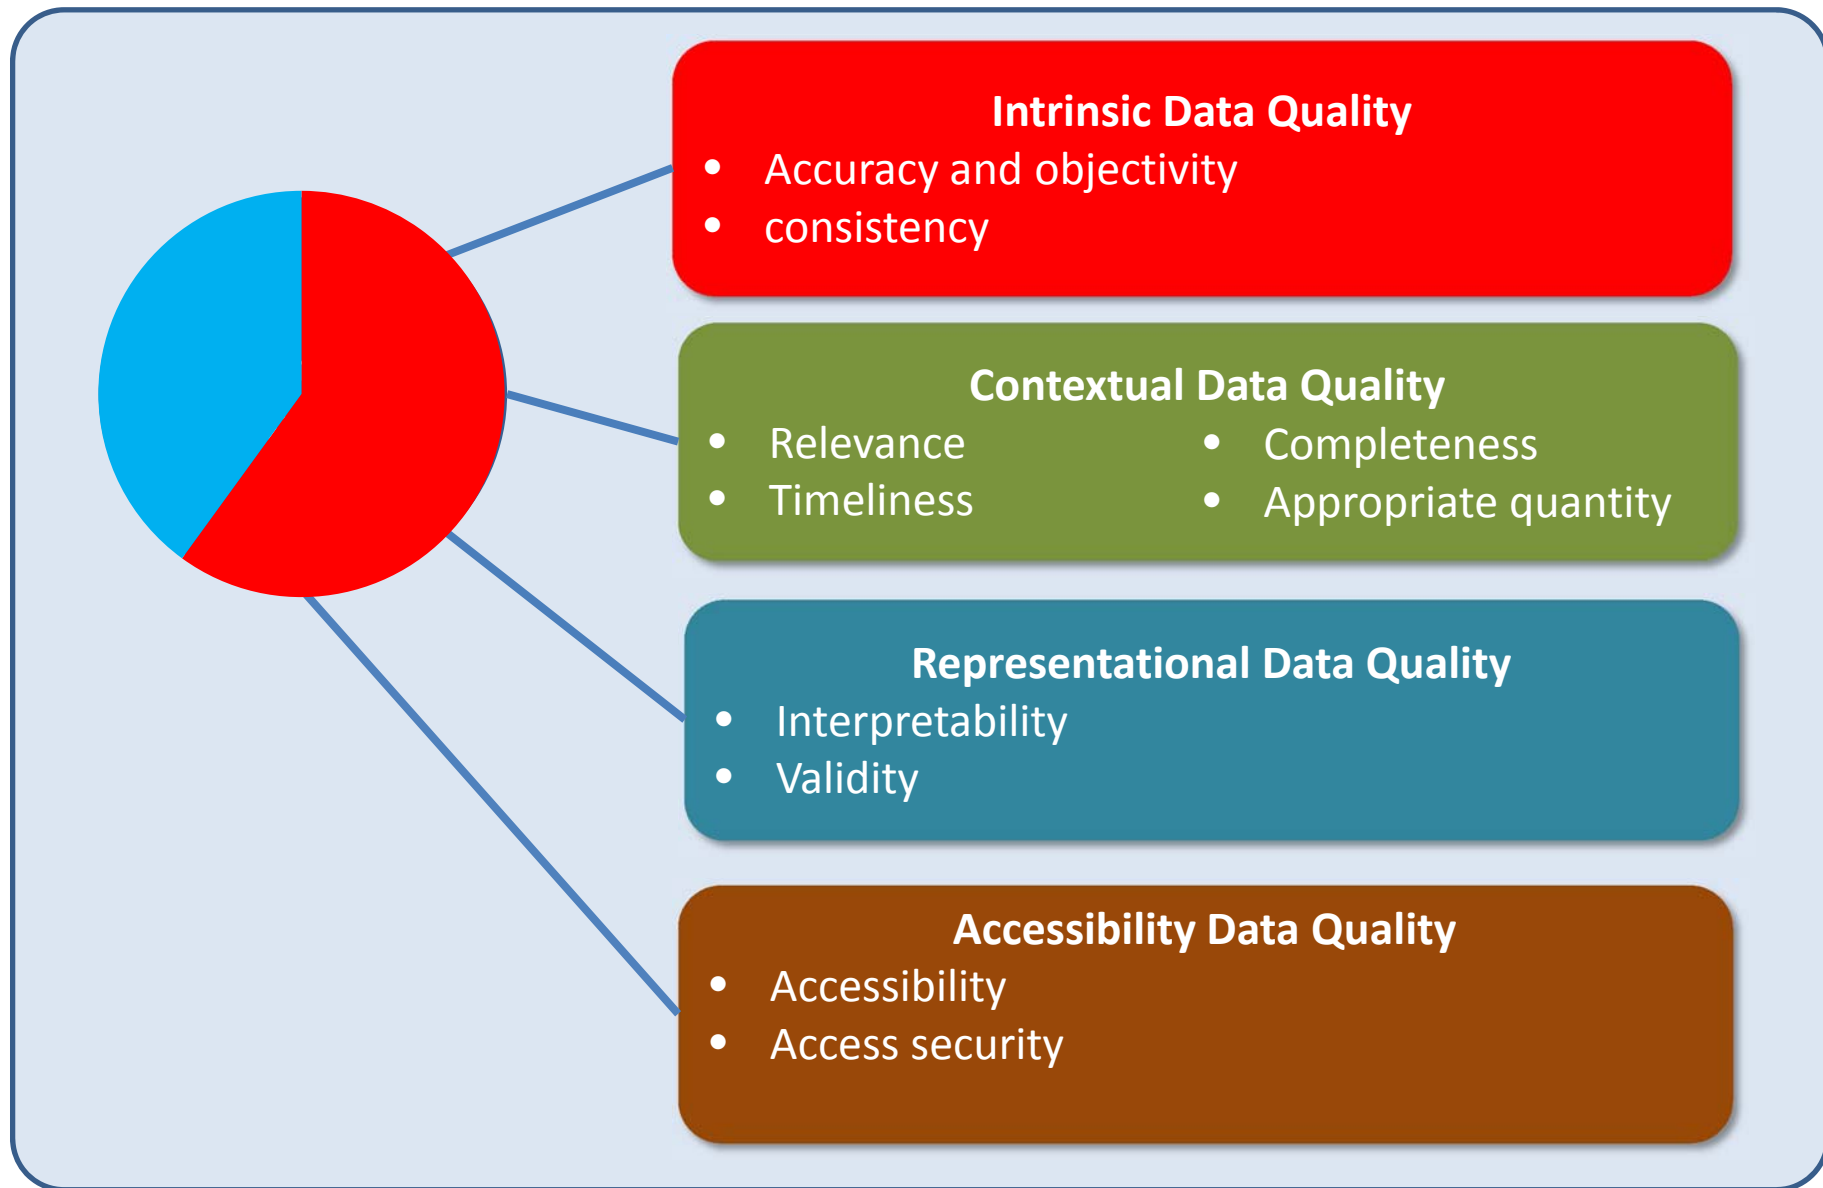 Intrinsic Data Quality
• Accuracy and objectivity
• consistency
Contextual Data Quality
• Relevance
• Timeliness
• Completeness
• Appropriate quantity
Representational Data Quality
• Interpretability
• Validity
Accessibility Data Quality
• Accessibility
• Access security